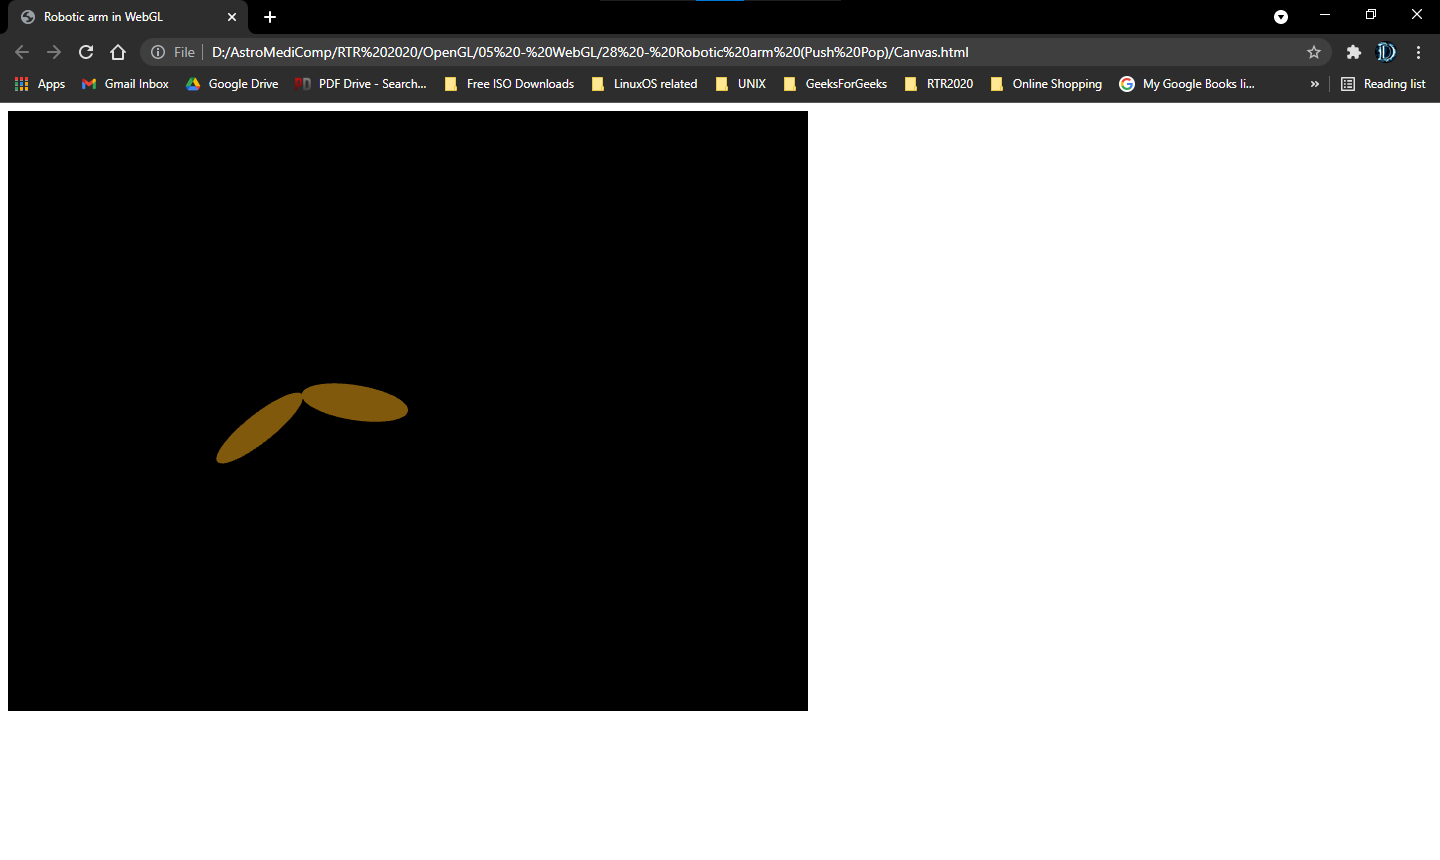 Robotic arm in WebGL
File D:/AstroMediComp/RTR%202020/OpenGL/05%20-%20WebGL/28%20-%20Robotic%20arm%20(Push%20Pop)/Canvas.html
Apps Gmail Inbox Google Drive PDF Drive - Search... Free ISO Downloads LinuxOS related UNIX GeeksForGeeks RTR2020 Online Shopping My Google Books li... » Reading list